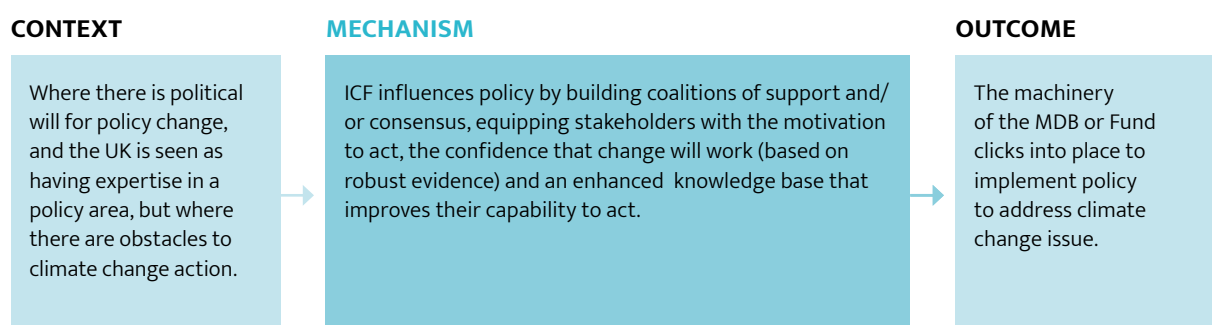 CONTEXT
Where there is political
will for policy change,
and the UK is seen as
having expertise in a
policy area, but where
there are obstacles to
climate change action.
MECHANISM
ICF influences policy by building coalitions of support and/
or consensus, equipping stakeholders with the motivation
to act, the confidence that change will work (based on
robust evidence) and an enhanced  knowledge base that
improves their capability to act.
OUTCOME
The machinery
of the MDB or Fund
clicks into place to
implement policy
to address climate
change issue.